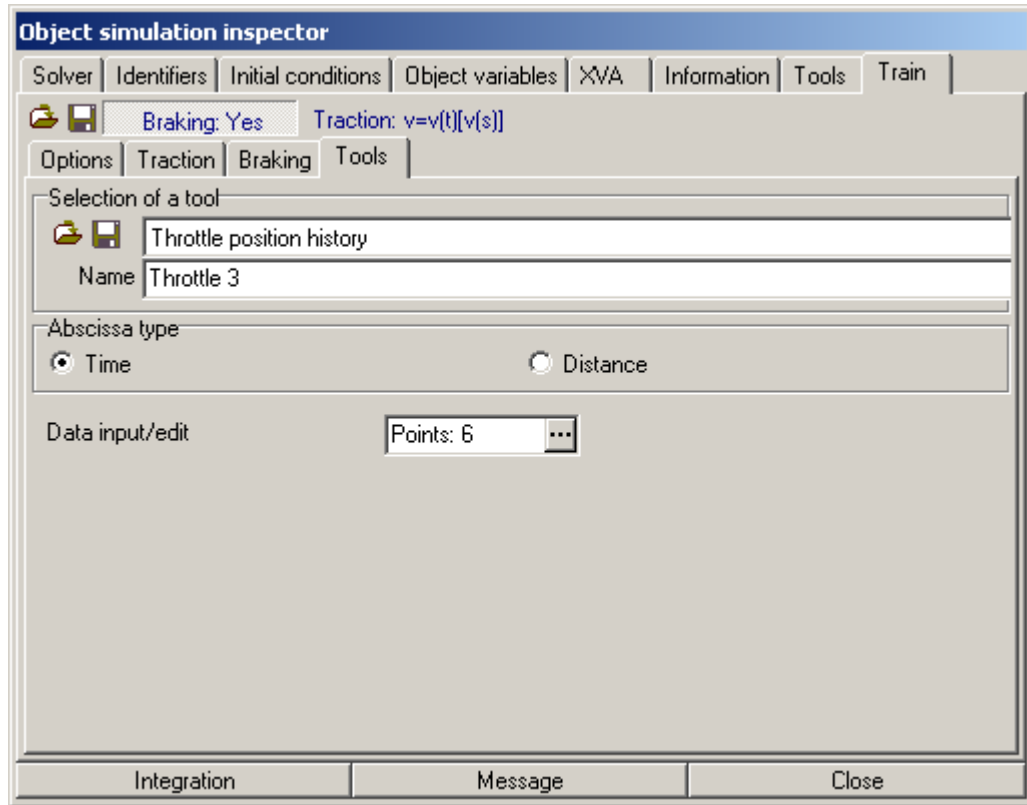 Object simulation inspector
Solver Identifiers Initial conditions Object variables XVA Information Tools Train
Braking: Yes Traction: v=v(t)[v(s)]
Options Traction Braking Tools
Selection of a tool
Throttle position history
Name Throttle 3
Abscissa type
Time Distance
Data input/edit Points: 6 ...
Integration Message Close